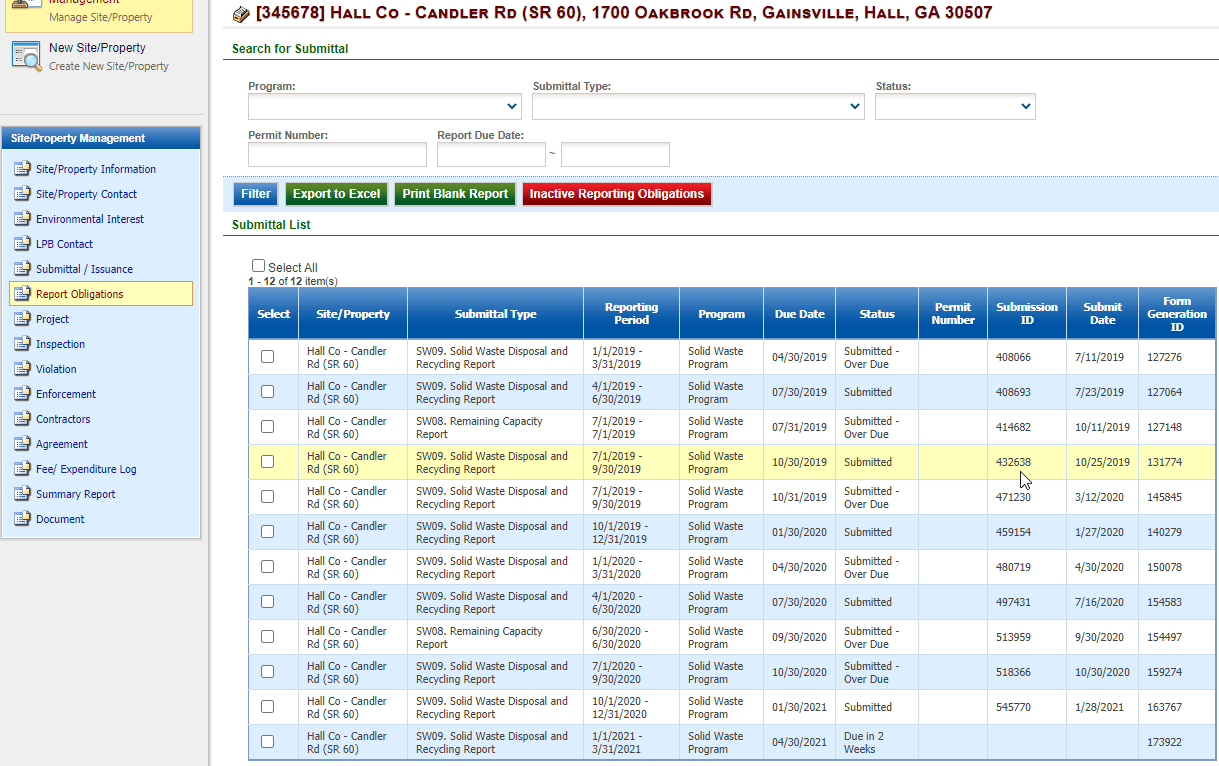 Management
Manage Site/Property
New Site/Property
Create New Site/Property
Site/Property Management
Site/Property Information
Site/Property Contact
Environmental Interest
LPB Contact
Submittal / Issuance
Report Obligations
Project
Inspection
Violation
Enforcement
Contractors
Agreement
Fee/ Expenditure Log
Summary Report
Document
[345678] Hall Co - Candler Rd (SR 60), 1700 Oakbrook Rd, Gainsville, Hall, GA 30507
Search for Submittal
Program: Submittal Type: Status:
Permit Number: Report Due Date:
~
Filter Export to Excel Print Blank Report Inactive Reporting Obligations
Submittal List
Select All
1 - 12 of 12 item(s)
Select Site/Property Submittal Type Reporting Period Program Due Date Status Permit Number Submission ID Submit Date Form Generation ID
Hall Co - Candler Rd (SR 60) SW09. Solid Waste Disposal and Recycling Report 1/1/2019 - 3/31/2019 Solid Waste Program 04/30/2019 Submitted - Over Due 408066 7/11/2019 127276
Hall Co - Candler Rd (SR 60) SW09. Solid Waste Disposal and Recycling Report 4/1/2019 - 6/30/2019 Solid Waste Program 07/30/2019 Submitted 408693 7/23/2019 127064
Hall Co - Candler Rd (SR 60) SW08. Remaining Capacity Report 7/1/2019 - 7/1/2019 Solid Waste Program 07/31/2019 Submitted - Over Due 414682 10/11/2019 127148
Hall Co - Candler Rd (SR 60) SW09. Solid Waste Disposal and Recycling Report 7/1/2019 - 9/30/2019 Solid Waste Program 10/30/2019 Submitted 432638 10/25/2019 131774
Hall Co - Candler Rd (SR 60) SW09. Solid Waste Disposal and Recycling Report 7/1/2019 - 9/30/2019 Solid Waste Program 10/31/2019 Submitted - Over Due 471230 3/12/2020 145845
Hall Co - Candler Rd (SR 60) SW09. Solid Waste Disposal and Recycling Report 10/1/2019 - 12/31/2019 Solid Waste Program 01/30/2020 Submitted 459154 1/27/2020 140279
Hall Co - Candler Rd (SR 60) SW09. Solid Waste Disposal and Recycling Report 1/1/2020 - 3/31/2020 Solid Waste Program 04/30/2020 Submitted - Over Due 480719 4/30/2020 150078
Hall Co - Candler Rd (SR 60) SW09. Solid Waste Disposal and Recycling Report 4/1/2020 - 6/30/2020 Solid Waste Program 07/30/2020 Submitted 497431 7/16/2020 154583
Hall Co - Candler Rd (SR 60) SW08. Remaining Capacity Report 6/30/2020 - 6/30/2020 Solid Waste Program 09/30/2020 Submitted - Over Due 513959 9/30/2020 154497
Hall Co - Candler Rd (SR 60) SW09. Solid Waste Disposal and Recycling Report 7/1/2020 - 9/30/2020 Solid Waste Program 10/30/2020 Submitted - Over Due 518366 10/30/2020 159274
Hall Co - Candler Rd (SR 60) SW09. Solid Waste Disposal and Recycling Report 10/1/2020 - 12/31/2020 Solid Waste Program 01/30/2021 Submitted 545770 1/28/2021 163767
Hall Co - Candler Rd (SR 60) SW09. Solid Waste Disposal and Recycling Report 1/1/2021 - 3/31/2021 Solid Waste Program 04/30/2021 Due in 2 Weeks 173922